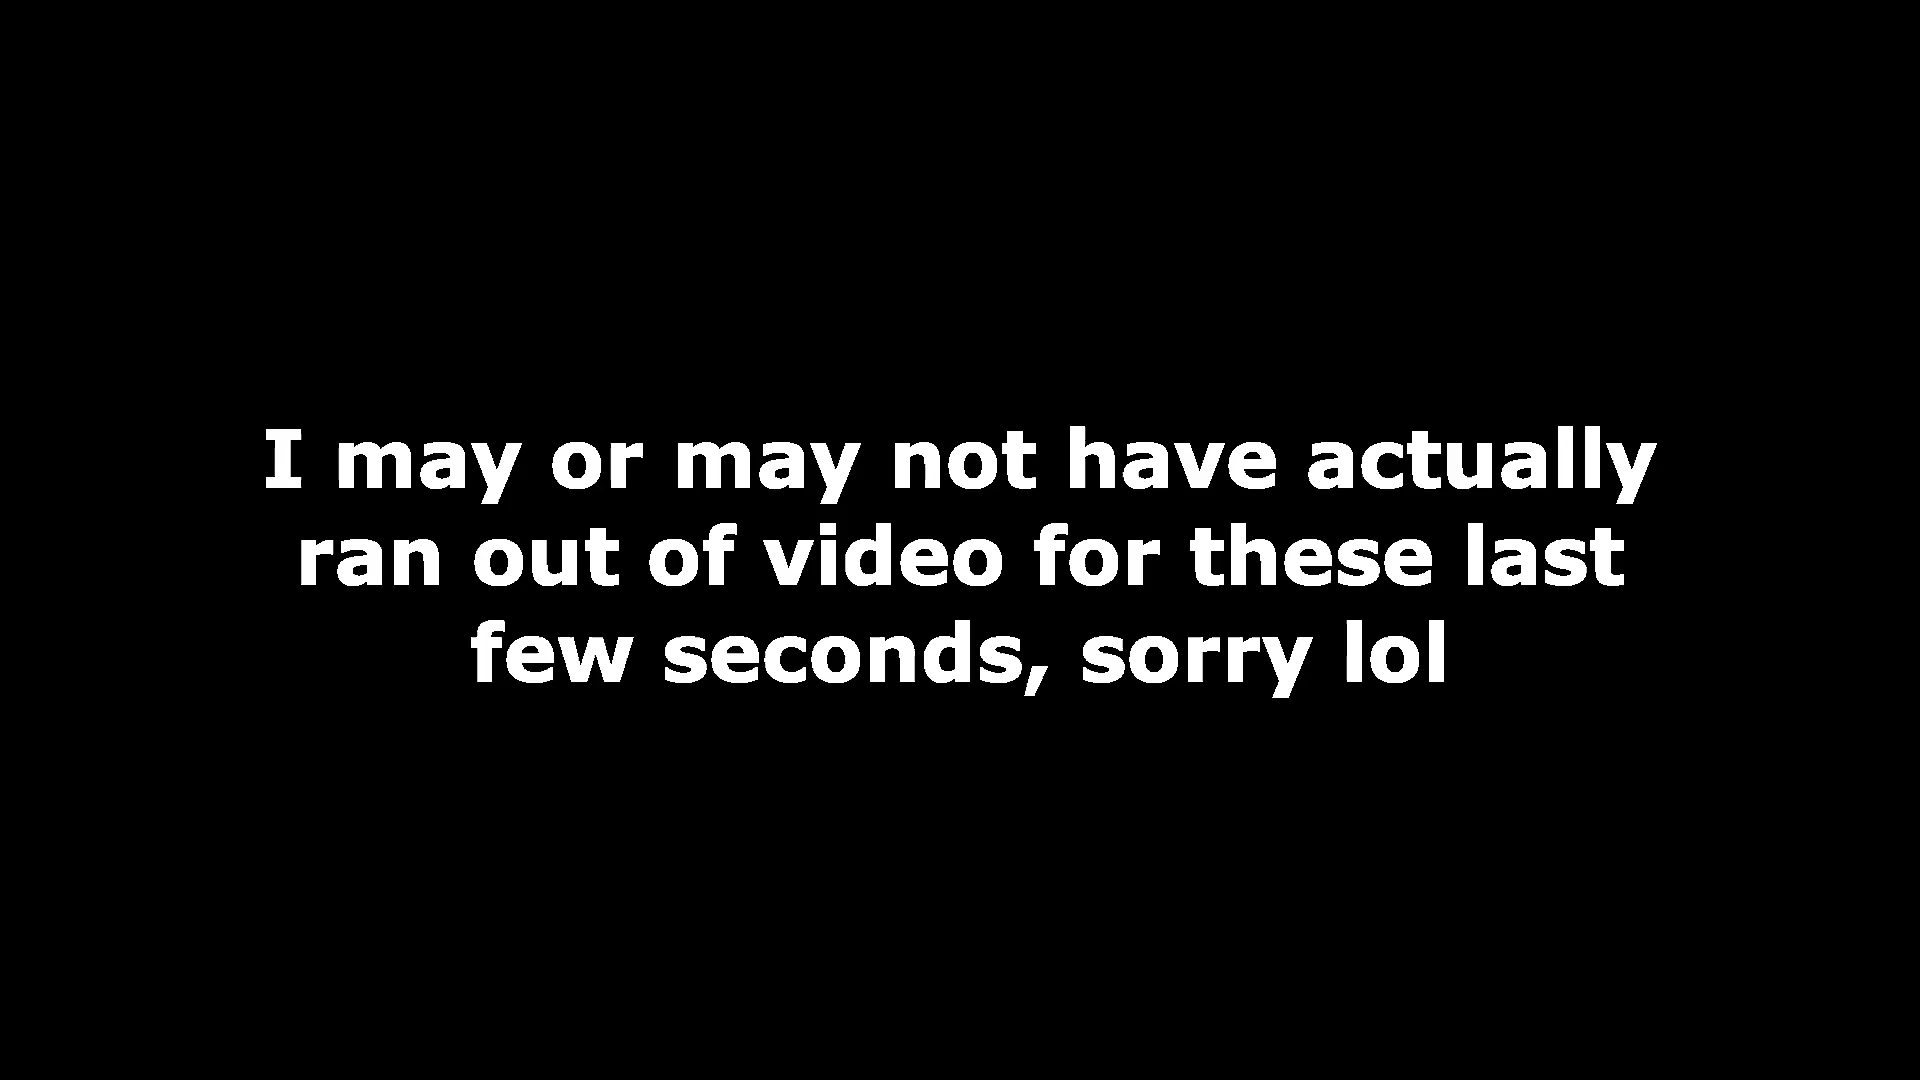 I may or may not have actually
ran out of video for these last
few seconds, sorry lol